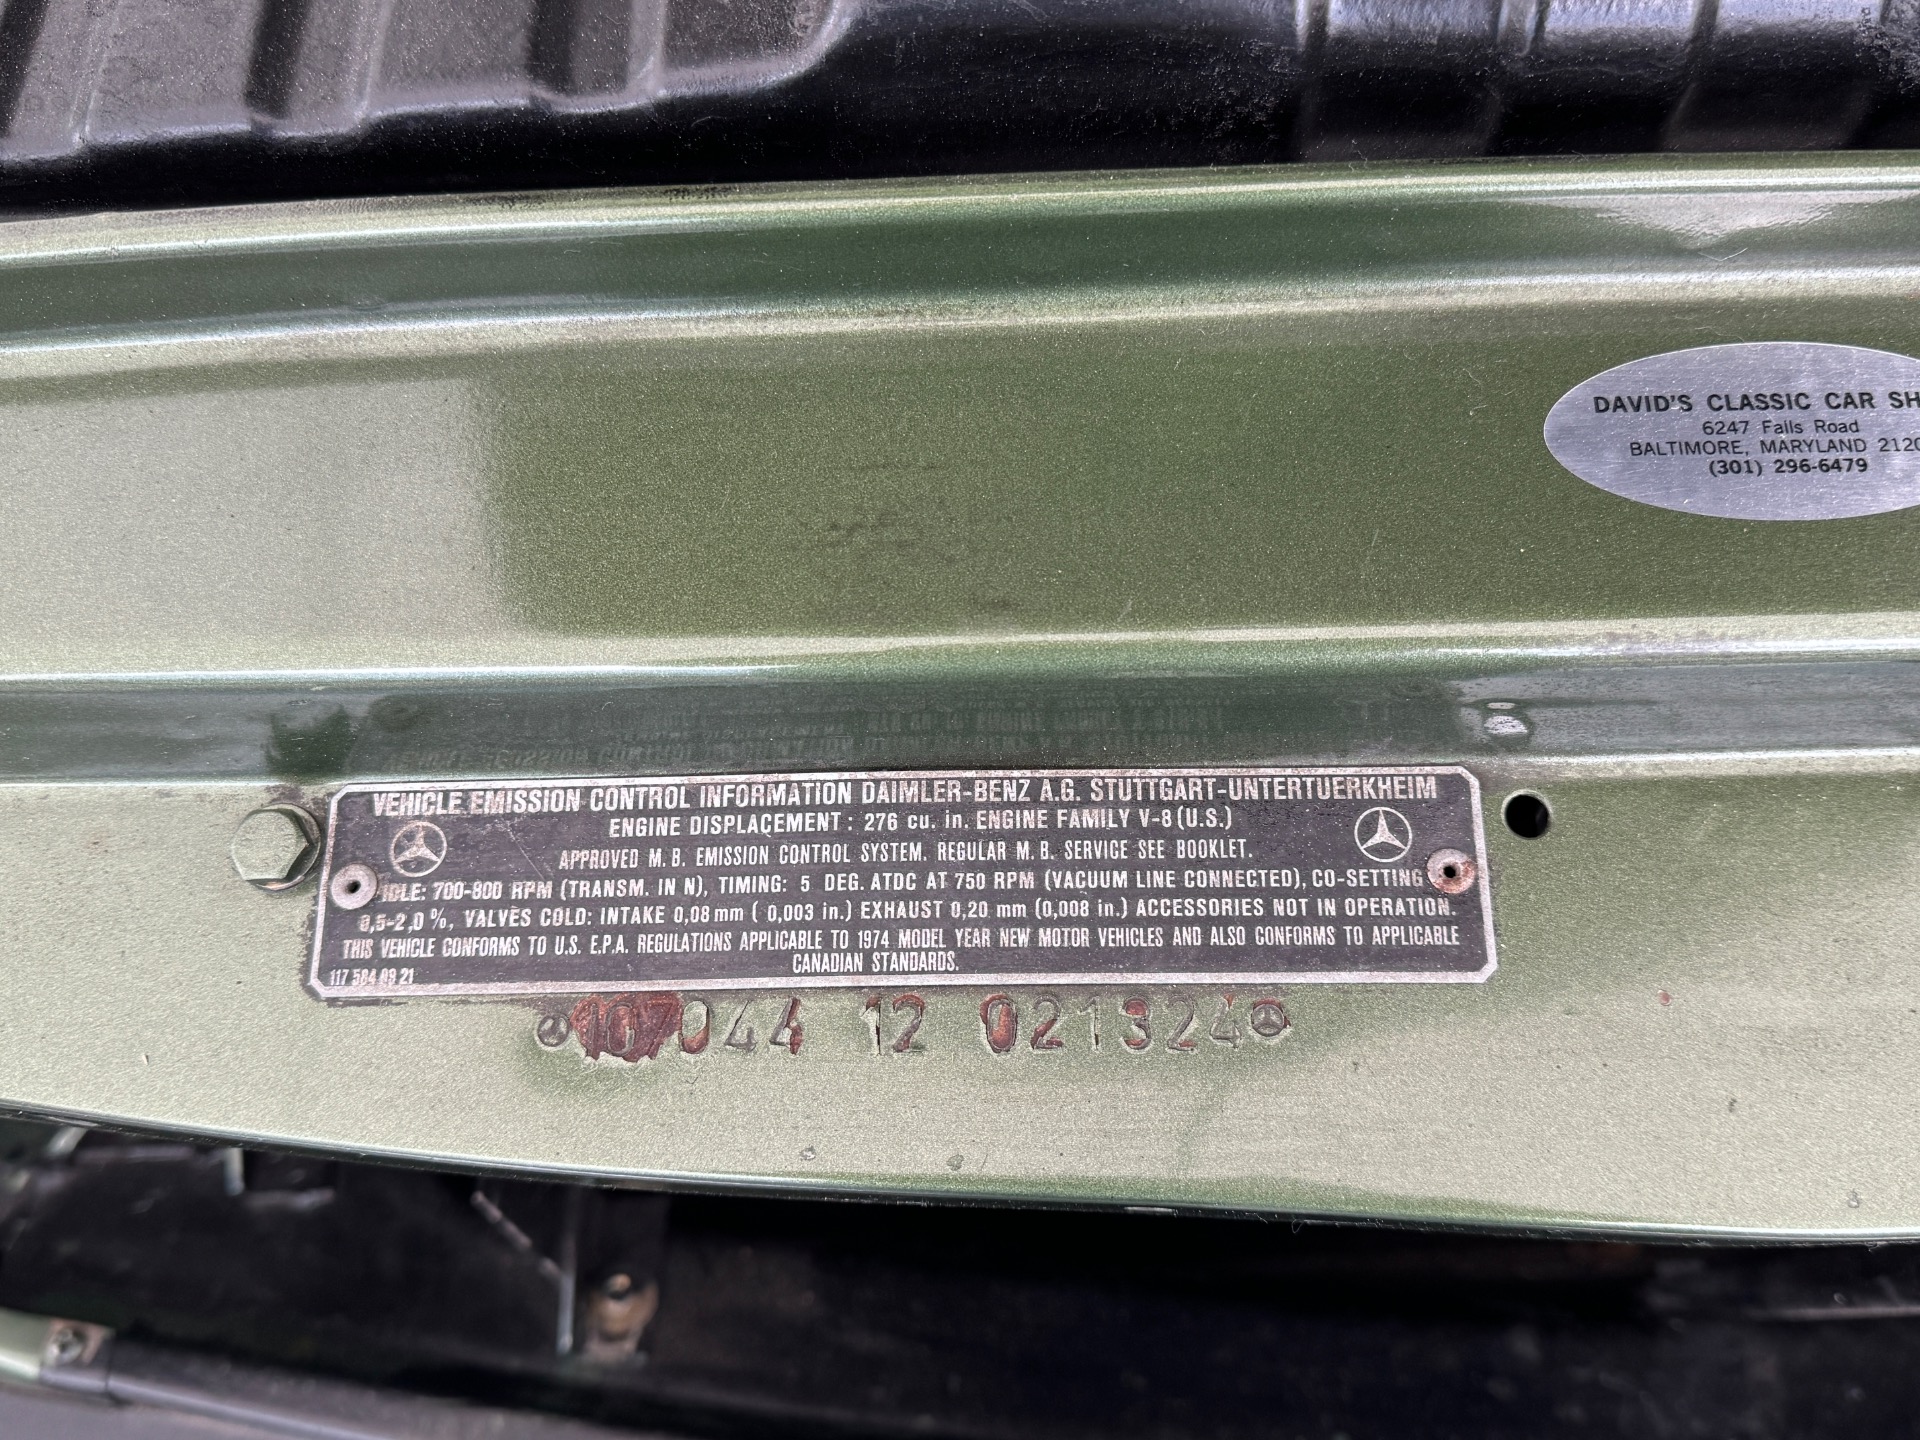 DAVID'S CLASSIC CAR SH
6247 Falls Road
BALTIMORE, MARYLAND 2120
(301) 296-6479
VEHICLE EMISSION CONTROL INFORMATION DAIMLER-BENZ A.G. STUTTGART-UNTERTUERKHEIM
ENGINE DISPLACEMENT: 276 cu. in. ENGINE FAMILY V-8 (U.S.)
APPROVED M.B. EMISSION CONTROL SYSTEM. REGULAR M.B. SERVICE SEE BOOKLET.
IDLE: 700-800 RPM (TRANSM. IN N), TIMING: 5 DEG. ATDC AT 750 RPM (VACUUM LINE CONNECTED), CO-SETTING
0,5-2,0 %, VALVES COLD: INTAKE 0,08 mm ( 0,003 in.) EXHAUST 0,20 mm (0,008 in.) ACCESSORIES NOT IN OPERATION.
THIS VEHICLE CONFORMS TO U.S. E.P.A. REGULATIONS APPLICABLE TO 1974 MODEL YEAR NEW MOTOR VEHICLES AND ALSO CONFORMS TO APPLICABLE
CANADIAN STANDARDS.
117 584 09 21
107044 12 021324